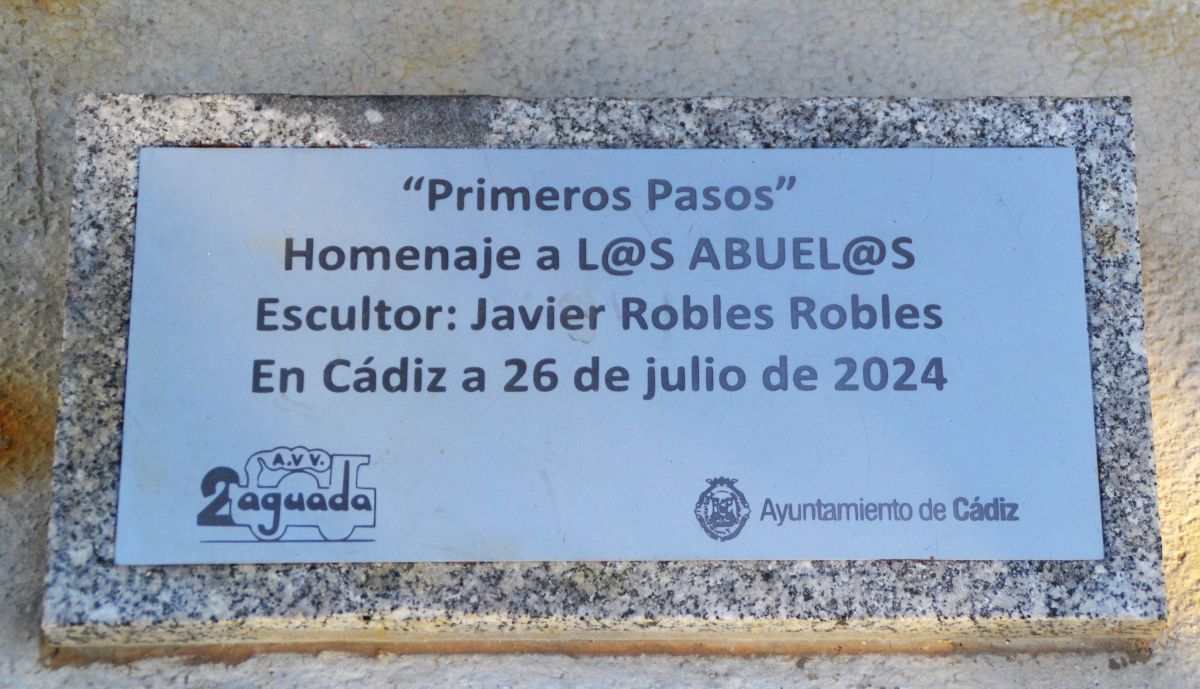 “Primeros Pasos”
Homenaje a L@S ABUEL@S
Escultor: Javier Robles Robles
En Cádiz a 26 de julio de 2024
A.V.V.
2aguada
Ayuntamiento de Cádiz